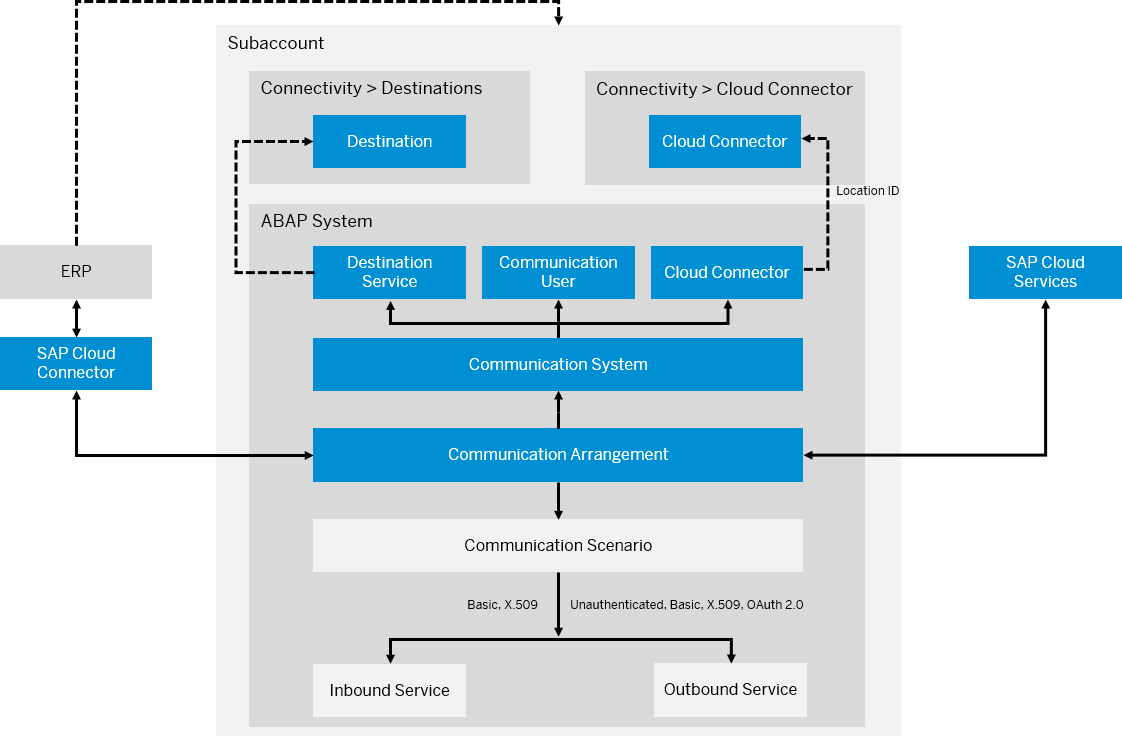 Subaccount
Connectivity > Destinations
Connectivity > Cloud Connector
Destination
Cloud Connector
Location ID
ABAP System
Destination
Service
Communication
User
Cloud Connector
ERP
SAP Cloud
Services
SAP Cloud
Connector
Communication System
Communication Arrangement
Communication Scenario
Basic, X.509
Unauthenticated, Basic, X.509, OAuth 2.0
Inbound Service
Outbound Service